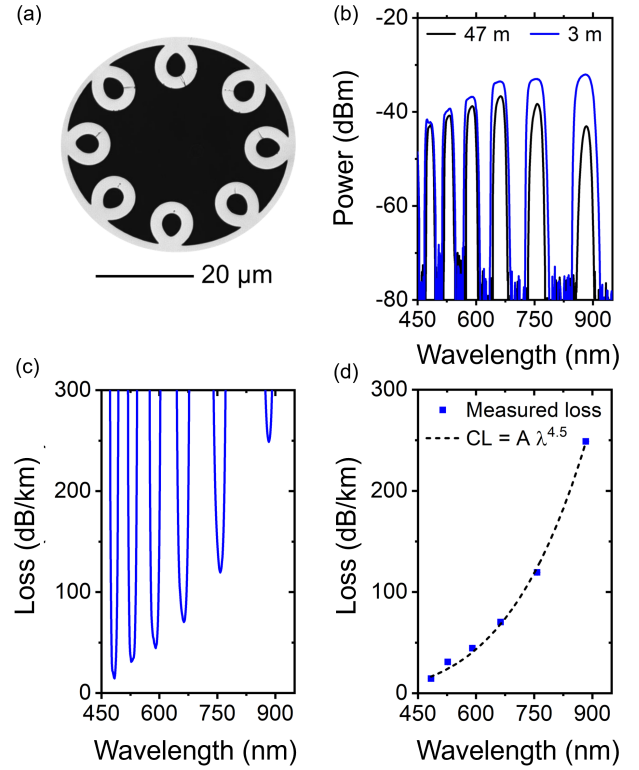 (a)
20 µm
(b)
47 m
3 m
Power (dBm)
-20
-40
-60
-80
450
600
750
900
Wavelength (nm)
(c)
Loss (dB/km)
300
200
100
0
450
600
750
900
Wavelength (nm)
(d)
Measured loss
CL = A λ^4.5
Loss (dB/km)
300
200
100
0
450
600
750
900
Wavelength (nm)